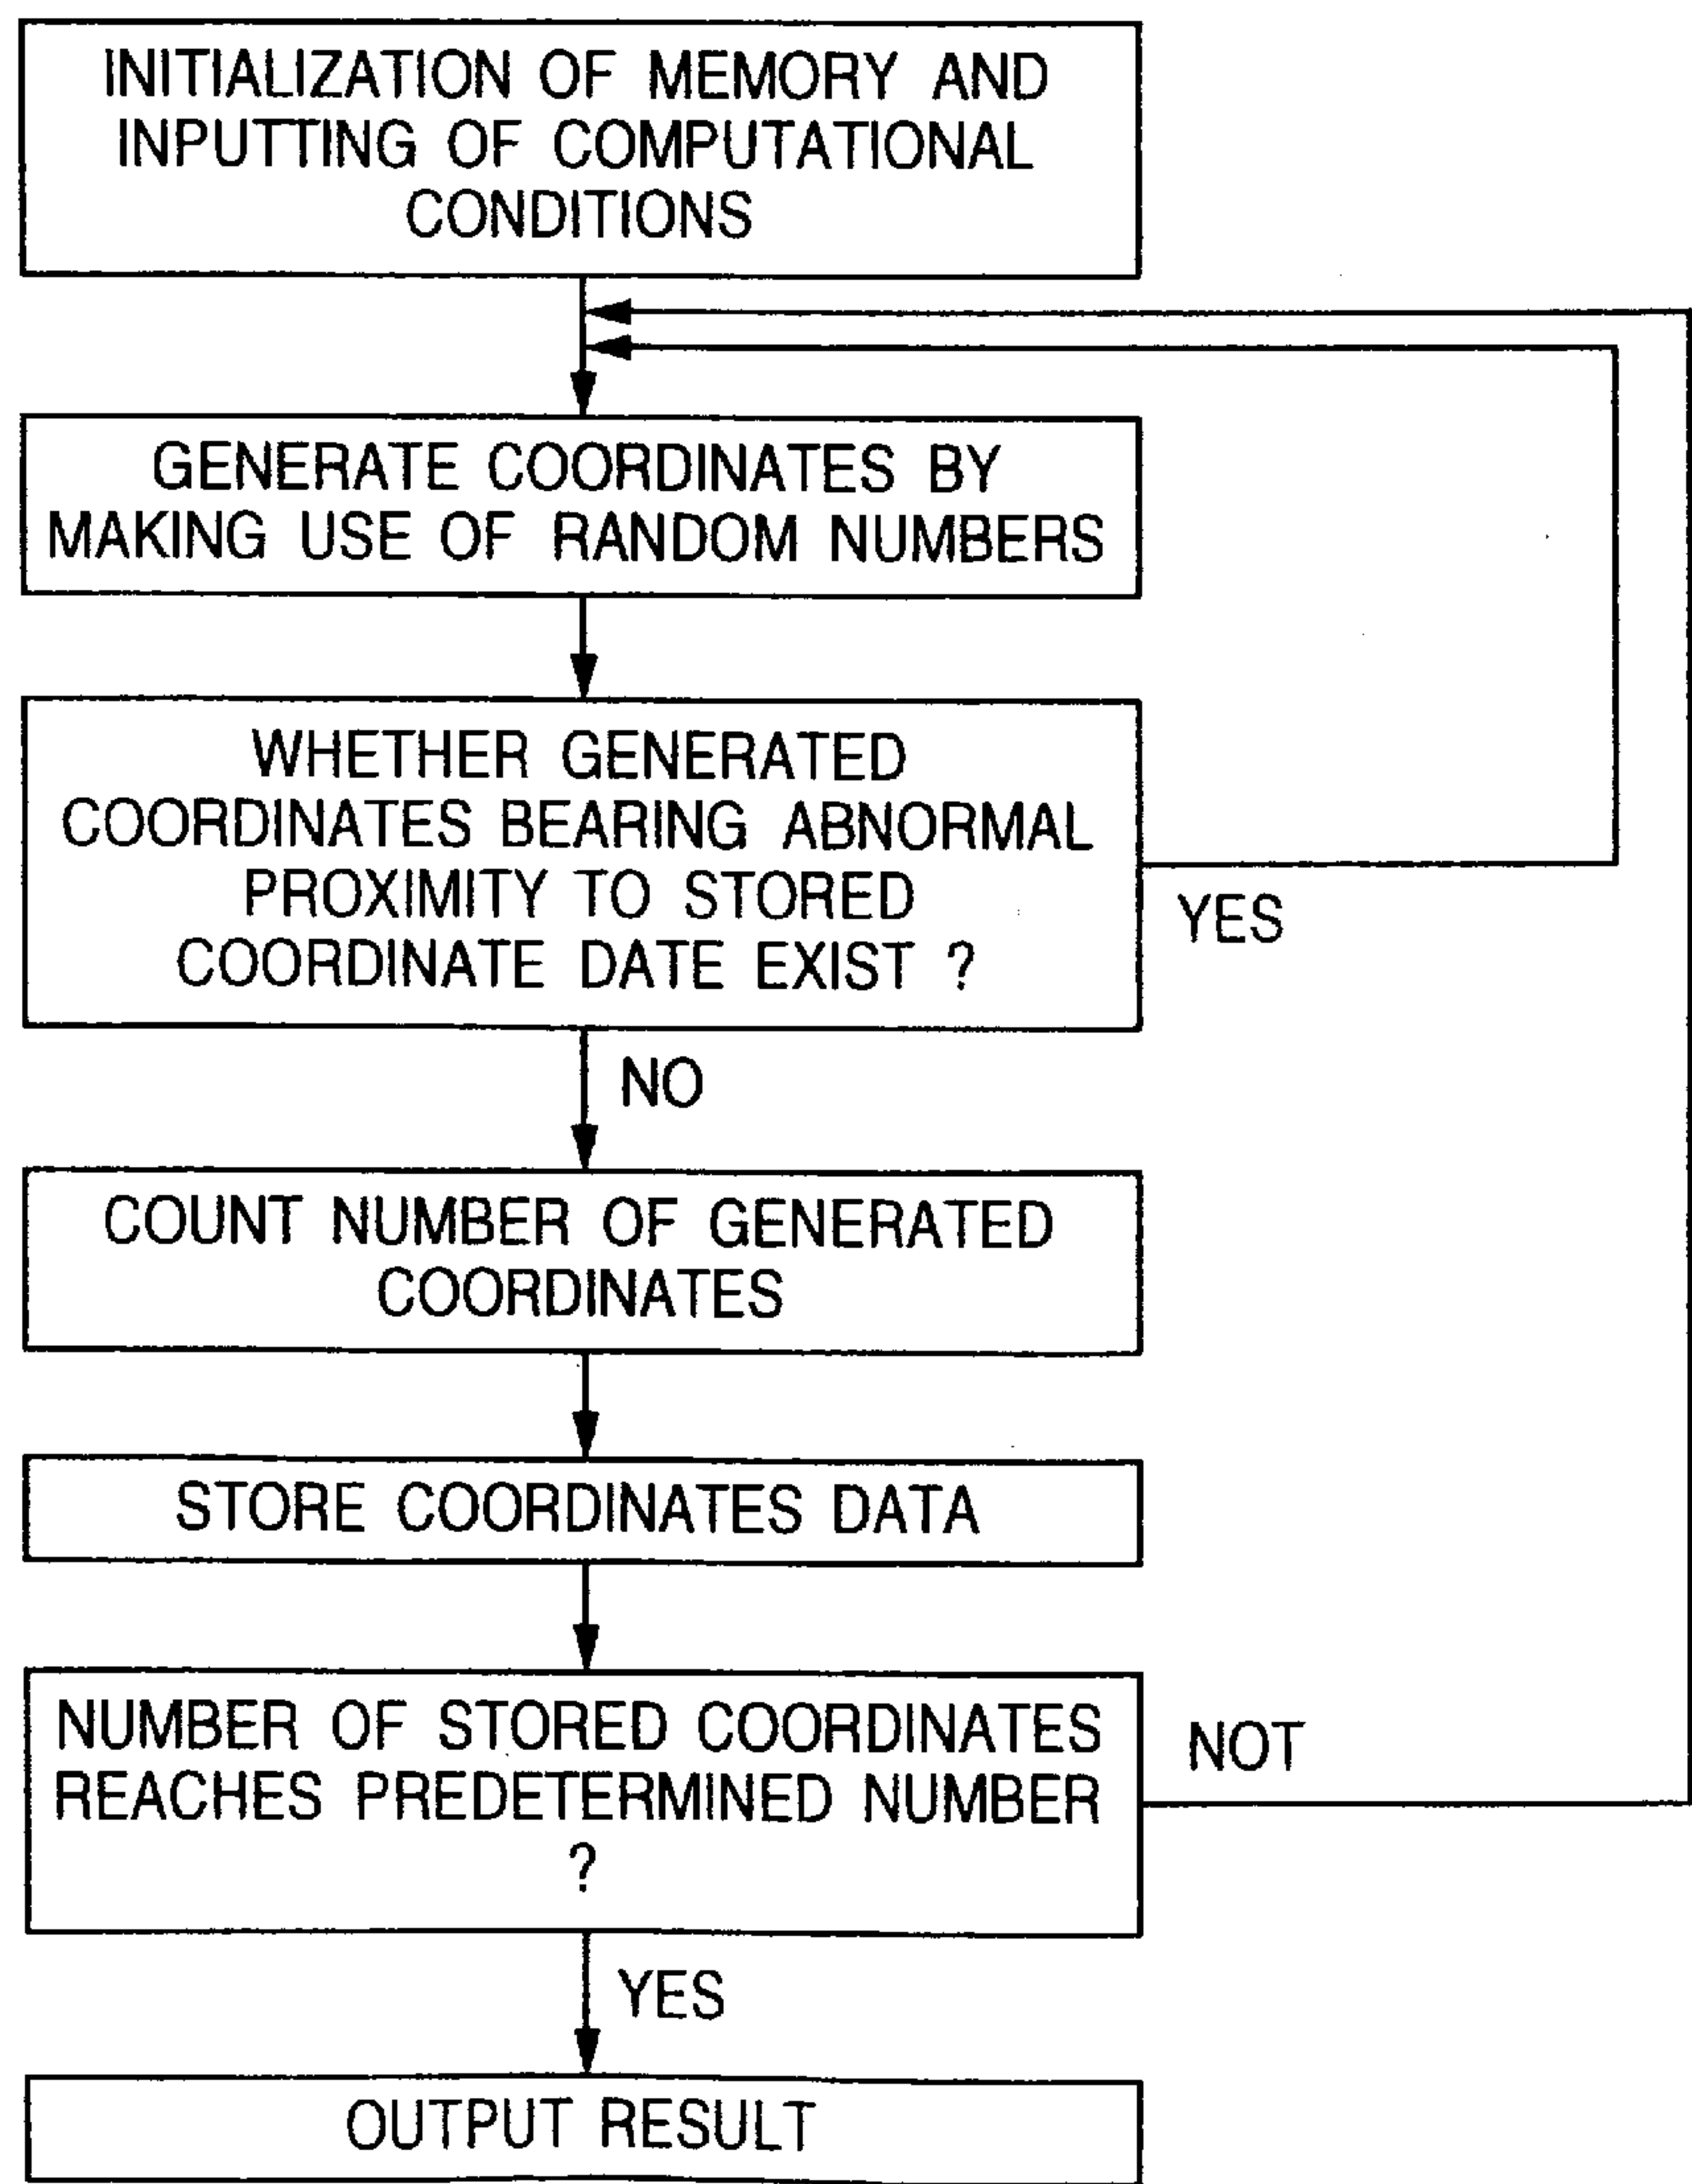 INITIALIZATION OF MEMORY AND
INPUTTING OF COMPUTATIONAL
CONDITIONS
GENERATE COORDINATES BY
MAKING USE OF RANDOM NUMBERS
WHETHER GENERATED
COORDINATES BEARING ABNORMAL
PROXIMITY TO STORED
COORDINATE DATE EXIST ?
YES
NO
COUNT NUMBER OF GENERATED
COORDINATES
STORE COORDINATES DATA
NUMBER OF STORED COORDINATES
REACHES PREDETERMINED NUMBER
?
NOT
YES
OUTPUT RESULT